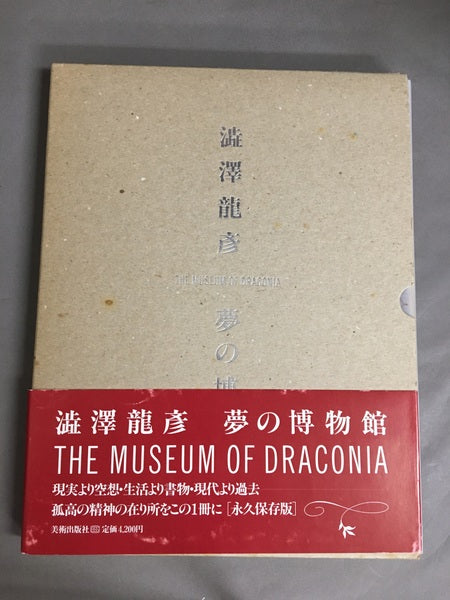 澁澤龍彥
THE MUSEUM OF DRACONIA
夢の博
澁澤龍彥 夢の博物館
THE MUSEUM OF DRACONIA
現実より空想・生活より書物・現代より過去
孤高の精神の在り所をこの1冊に[永久保存版]
美術出版社 定価4,200円